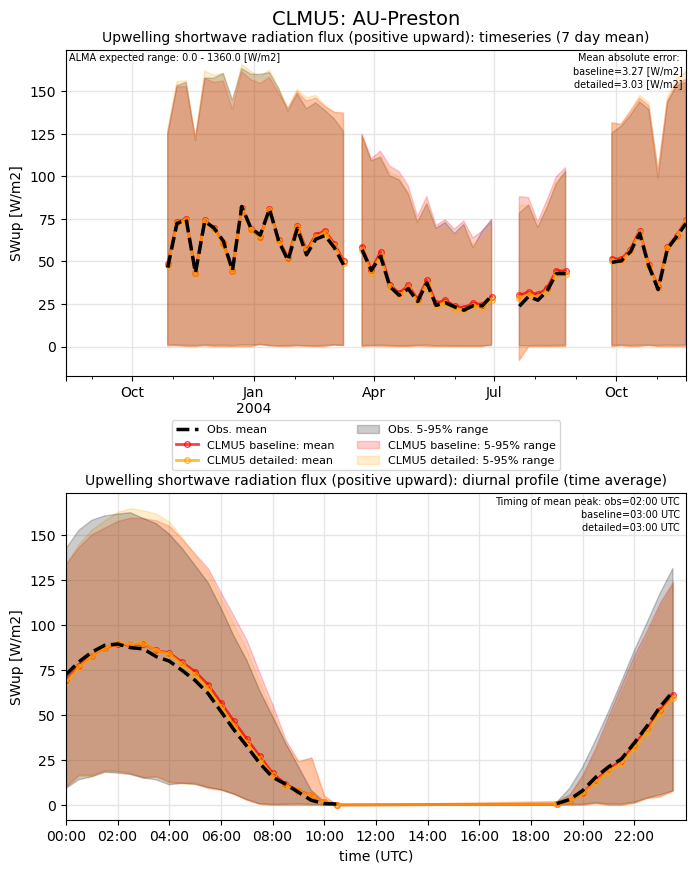 CLMU5: AU-Preston
Upwelling shortwave radiation flux (positive upward): timeseries (7 day mean)
ALMA expected range: 0.0 - 1360.0 [W/m2]
Mean absolute error:
baseline=3.27 [W/m2]
detailed=3.03 [W/m2]
SWup [W/m2]
150
125
100
75
50
25
0
Oct
Jan
2004
Apr
Jul
Oct
Obs. mean
CLMU5 baseline: mean
CLMU5 detailed: mean
Obs. 5-95% range
CLMU5 baseline: 5-95% range
CLMU5 detailed: 5-95% range
Upwelling shortwave radiation flux (positive upward): diurnal profile (time average)
Timing of mean peak: obs=02:00 UTC
baseline=03:00 UTC
detailed=03:00 UTC
SWup [W/m2]
150
125
100
75
50
25
0
00:00 02:00 04:00 06:00 08:00 10:00 12:00 14:00 16:00 18:00 20:00 22:00
time (UTC)